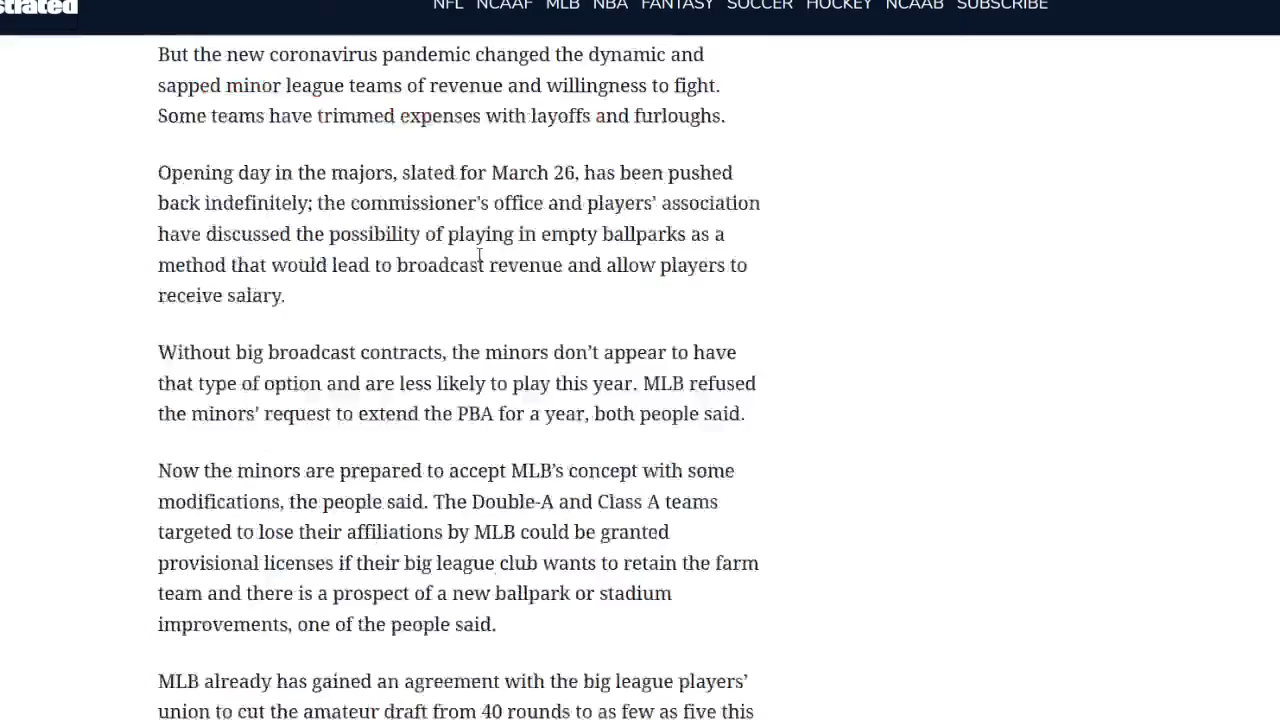 strated
NFL NCAAF MLB NBA FANTASY SOCCER HOCKEY NCAAB SUBSCRIBE
But the new coronavirus pandemic changed the dynamic and
sapped minor league teams of revenue and willingness to fight.
Some teams have trimmed expenses with layoffs and furloughs.
Opening day in the majors, slated for March 26, has been pushed
back indefinitely; the commissioner's office and players’ association
have discussed the possibility of playing in empty ballparks as a
method that would lead to broadcast revenue and allow players to
receive salary.
Without big broadcast contracts, the minors don’t appear to have
that type of option and are less likely to play this year. MLB refused
the minors’ request to extend the PBA for a year, both people said.
Now the minors are prepared to accept MLB’s concept with some
modifications, the people said. The Double-A and Class A teams
targeted to lose their affiliations by MLB could be granted
provisional licenses if their big league club wants to retain the farm
team and there is a prospect of a new ballpark or stadium
improvements, one of the people said.
MLB already has gained an agreement with the big league players’
union to cut the amateur draft from 40 rounds to as few as five this